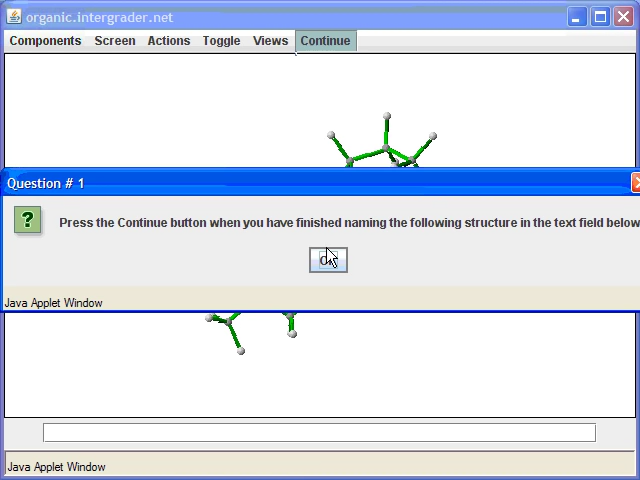 organic.intergrader.net
Components Screen Actions Toggle Views Continue
Question # 1
Press the Continue button when you have finished naming the following structure in the text field below
Java Applet Window
Java Applet Window